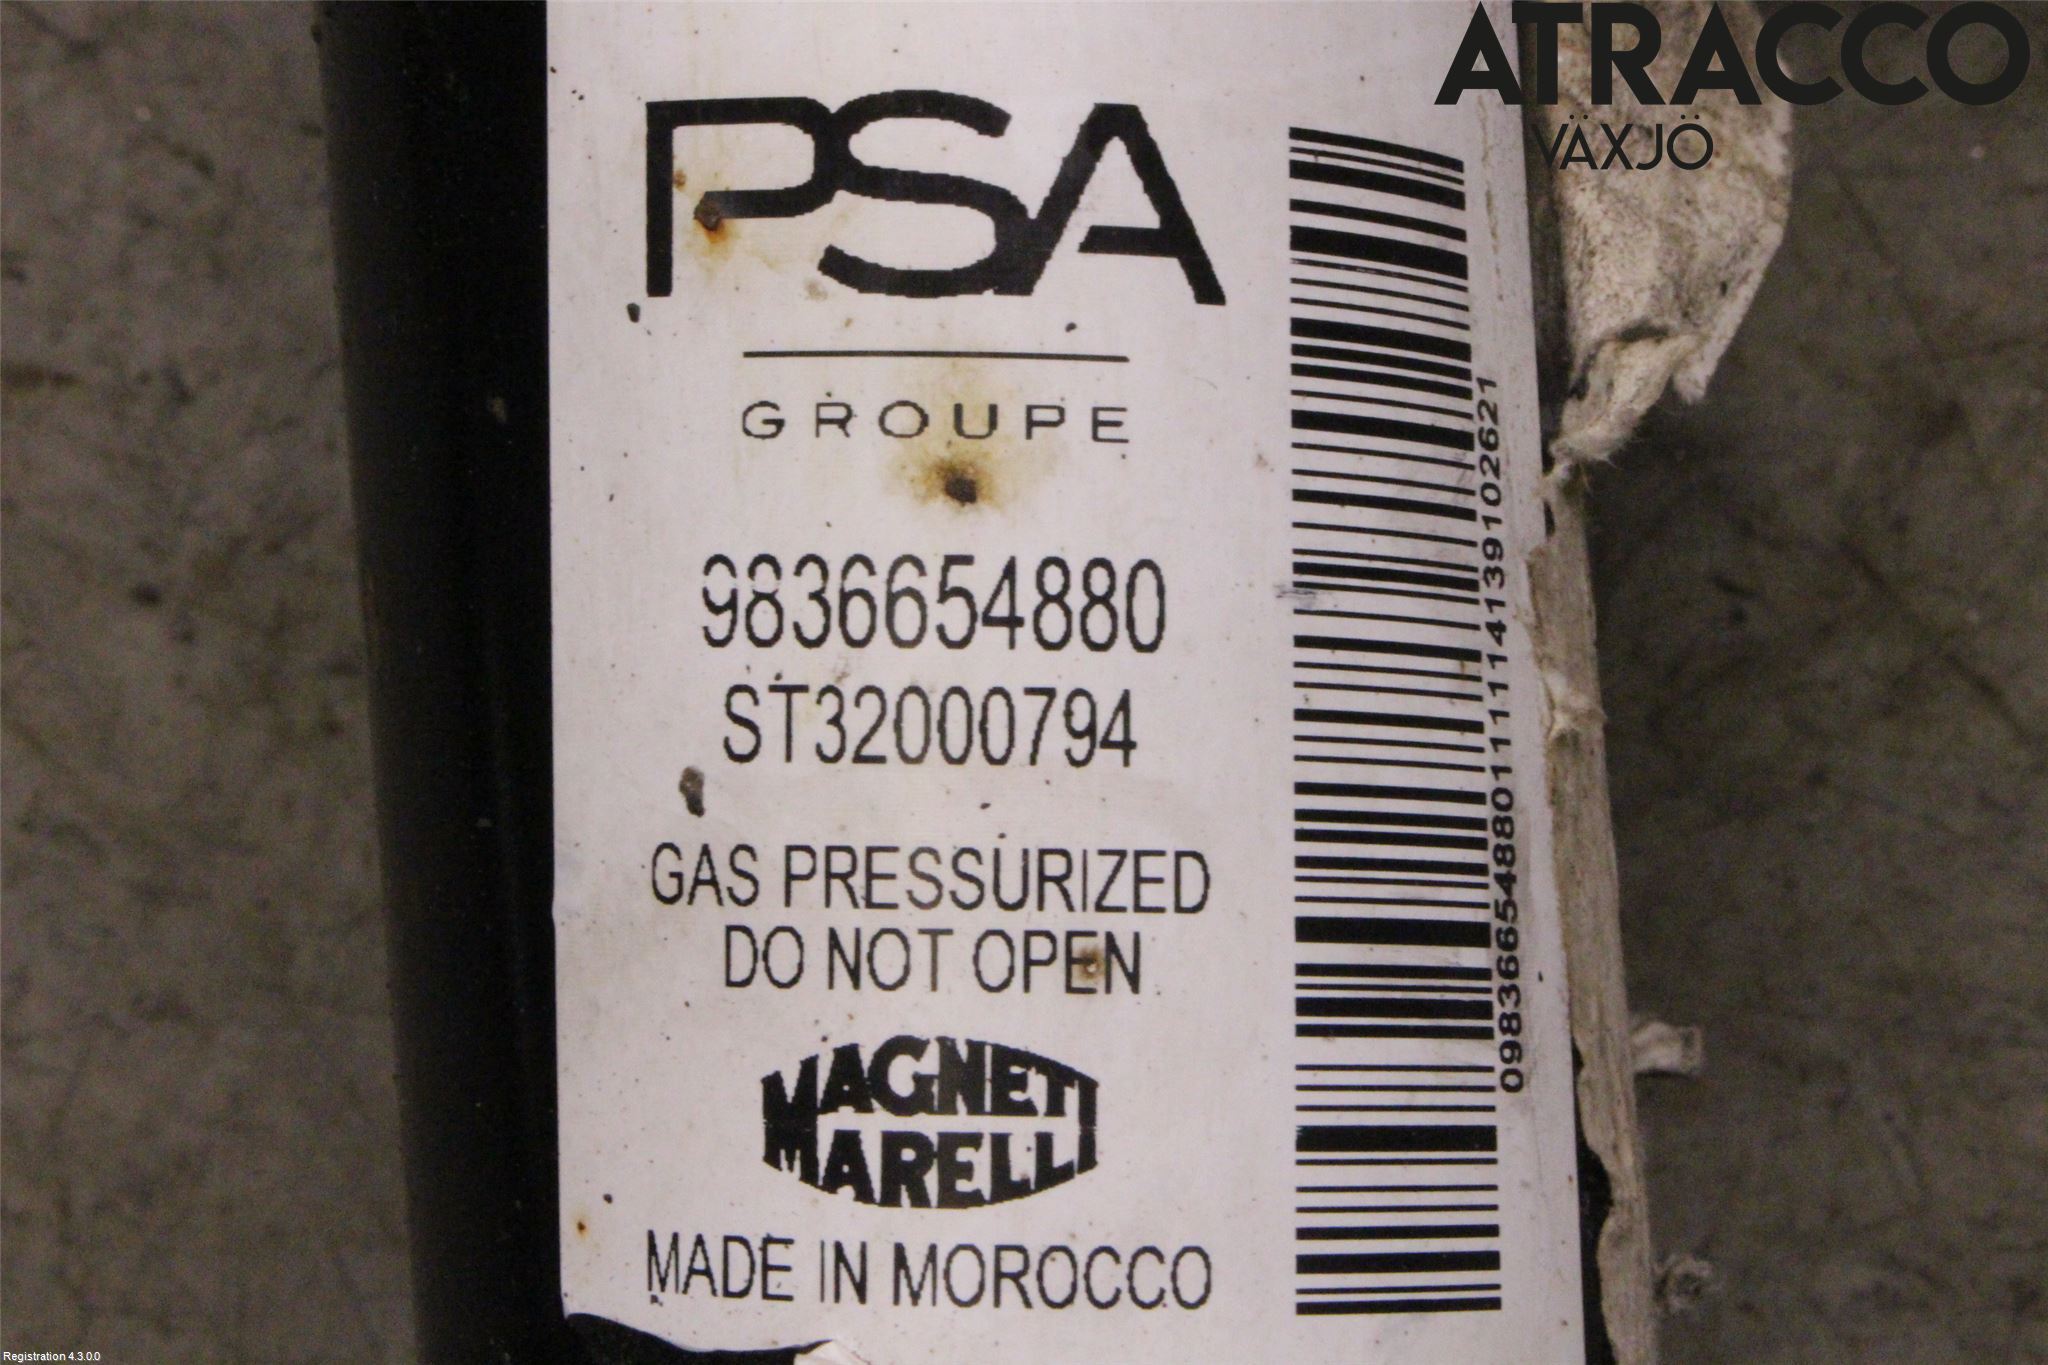 ATRACCO
VÄXJÖ
PSA
GROUPE
9836654880
ST32000794
GAS PRESSURIZED
DO NOT OPEN
MAGNETI
MARELLI
MADE IN MOROCCO
09836654880111114139102621
Registration 4.3.0.0